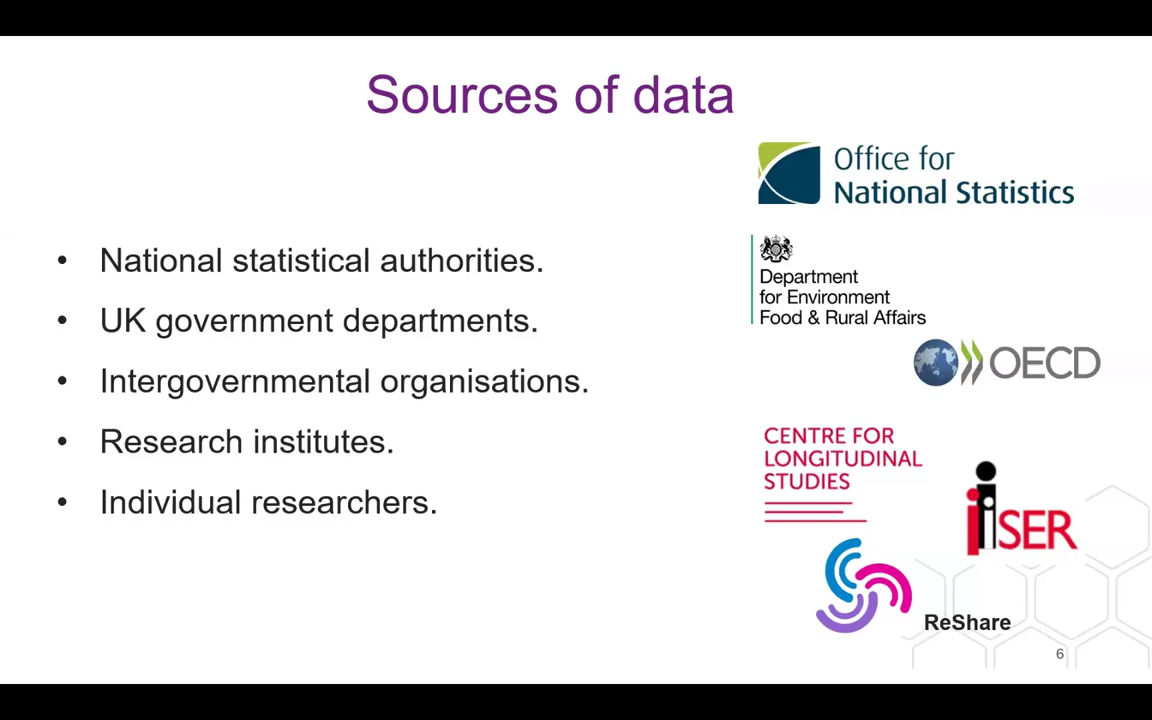 Sources of data
Office for
National Statistics
• National statistical authorities.
• UK government departments.
• Intergovernmental organisations.
• Research institutes.
• Individual researchers.
Department
for Environment
Food & Rural Affairs
OECD
CENTRE FOR
LONGITUDINAL
STUDIES
iSER
ReShare
6